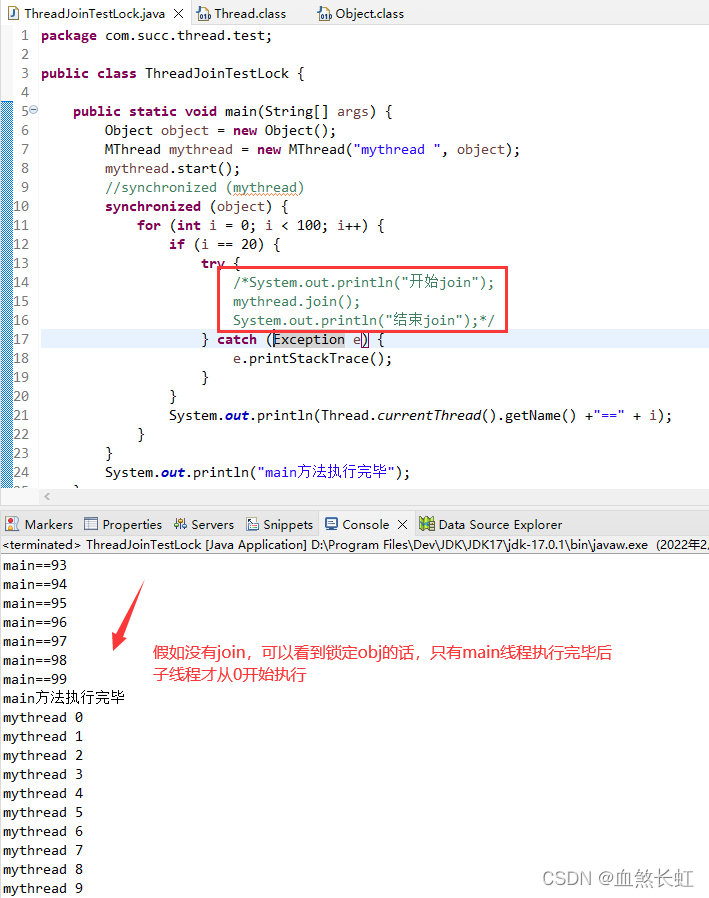 ThreadJoinTestLock.java Thread.class Object.class
1 package com.succ.thread.test;
2
3 public class ThreadJoinTestLock {
4
5 public static void main(String[] args) {
6 Object object = new Object();
7 MThread mythread = new MThread("mythread ", object);
8 mythread.start();
9 //synchronized (mythread)
10 synchronized (object) {
11 for (int i = 0; i < 100; i++) {
12 if (i == 20) {
13 try {
14 /*System.out.println("开始join");
15 mythread.join();
16 System.out.println("结束join");*/
17 } catch (Exception e) {
18 e.printStackTrace();
19 }
20 }
21 System.out.println(Thread.currentThread().getName() +"==" + i);
22 }
23 }
24 System.out.println("main方法执行完毕");
Markers Properties Servers Snippets Console Data Source Explorer
<terminated> ThreadJoinTestLock [Java Application] D:\Program Files\Dev\JDK\JDK17\jdk-17.0.1\bin\javaw.exe (2022年2
main==93
main==94
main==95
main==96
main==97
main==98
main==99
假如没有join，可以看到锁定obj的话，只有main线程执行完毕后
子线程才从0开始执行
main方法执行完毕
mythread 0
mythread 1
mythread 2
mythread 3
mythread 4
mythread 5
mythread 6
mythread 7
mythread 8
mythread 9
CSDN @血煞长虹